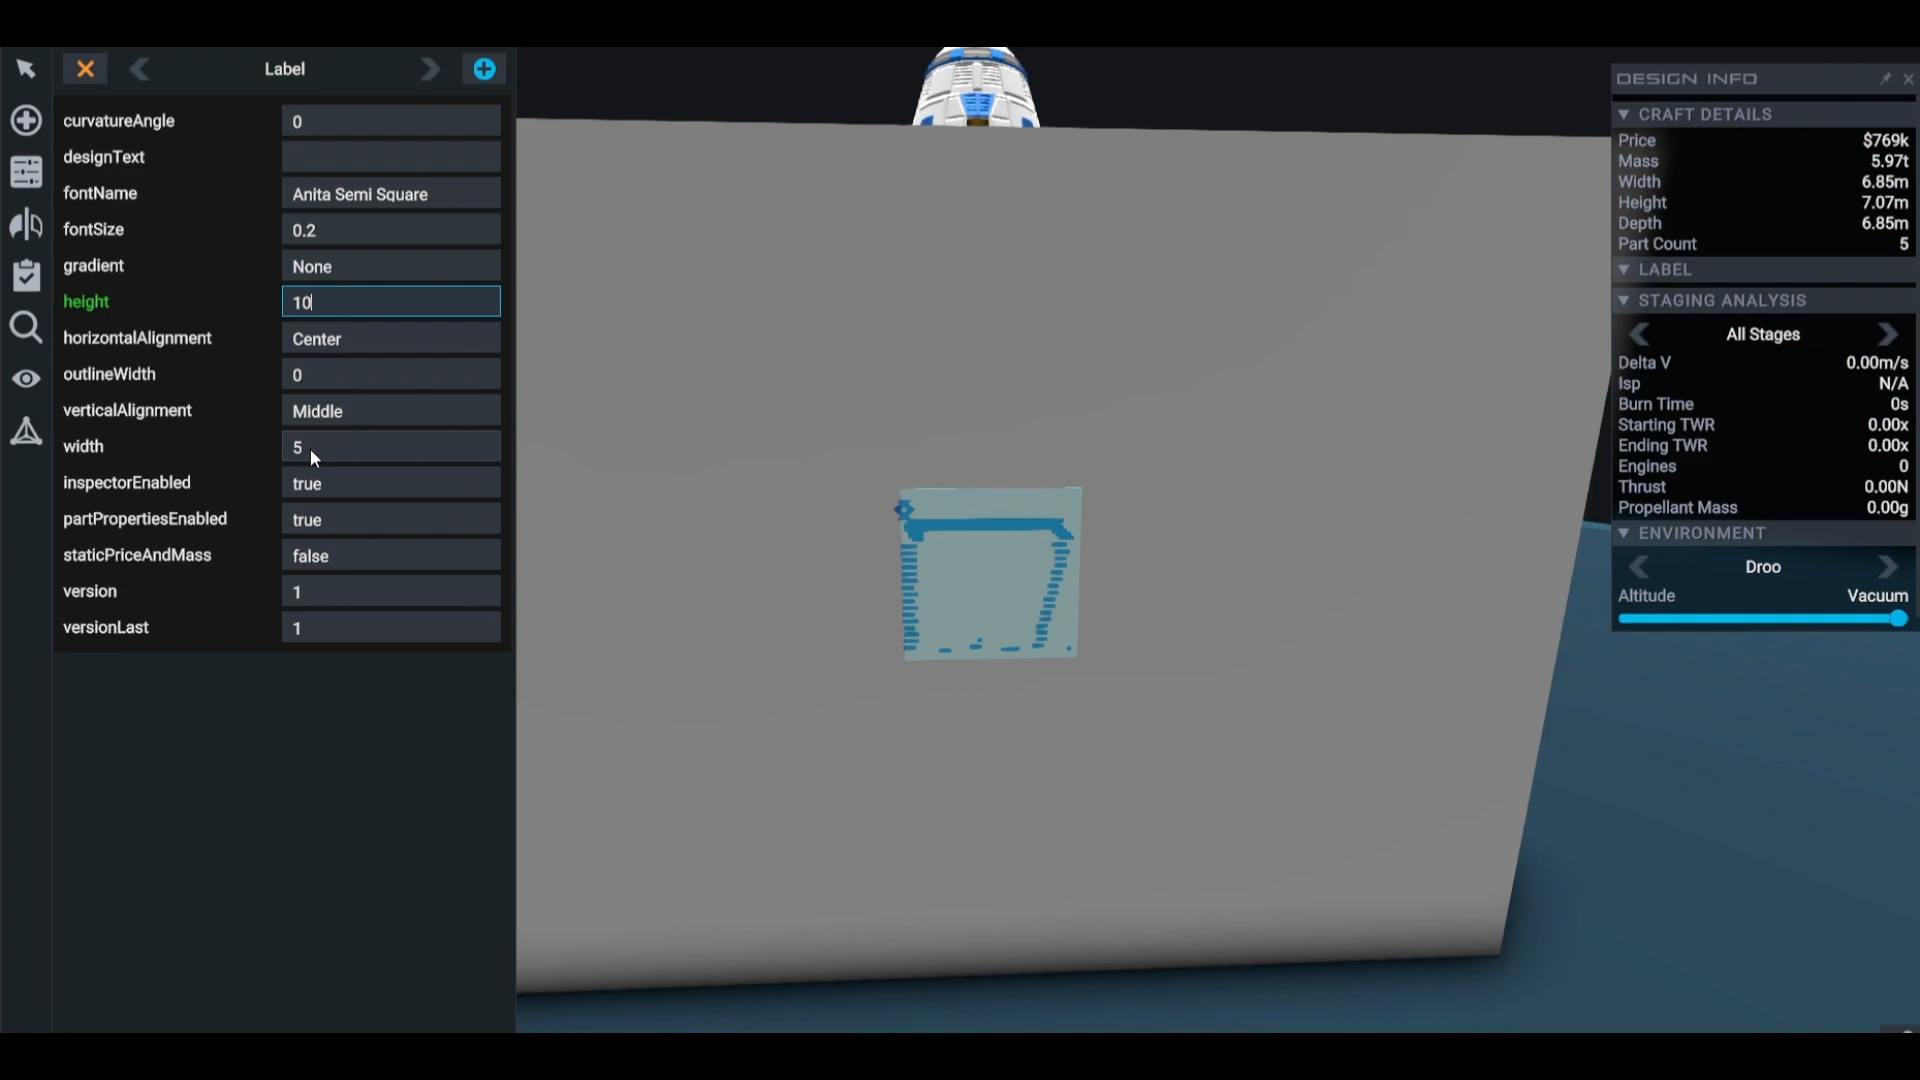 Label
curvatureAngle 0
designText
fontName Anita Semi Square
fontSize 0.2
gradient None
height 10
horizontalAlignment Center
outlineWidth 0
verticalAlignment Middle
width 5
inspectorEnabled true
partPropertiesEnabled true
staticPriceAndMass false
version 1
versionLast 1
DESIGN INFO
CRAFT DETAILS
Price $769k
Mass 5.97t
Width 6.85m
Height 7.07m
Depth 6.85m
Part Count 5
LABEL
STAGING ANALYSIS
All Stages
Delta V 0.00m/s
Isp N/A
Burn Time 0s
Starting TWR 0.00x
Ending TWR 0.00x
Engines 0
Thrust 0.00N
Propellant Mass 0.00g
ENVIRONMENT
Droo
Altitude Vacuum